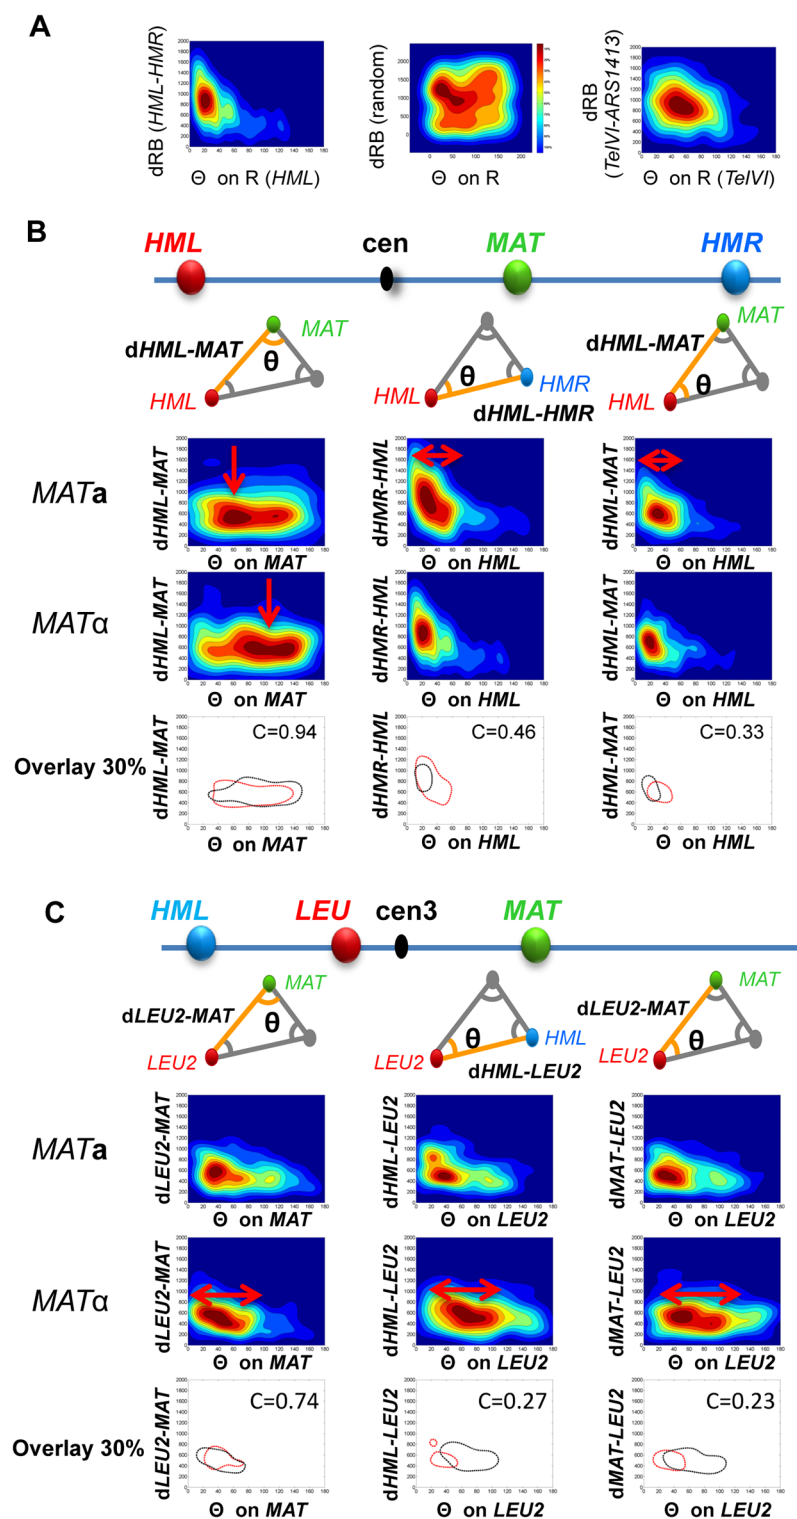 A
dRB (HML-HMR)
Θ on R (HML)
dRB (random)
Θ on R
dRB
(TelVI-ARS1413)
Θ on R (TelVI)
B
HML
cen
MAT
HMR
dHML-MAT
MAT
θ
HML
θ
HML
HMR
dHML-HMR
dHML-MAT
MAT
θ
HML
MATa
dHML-MAT
Θ on MAT
dHMR-HML
Θ on HML
dHML-MAT
Θ on HML
MATα
dHML-MAT
Θ on MAT
dHMR-HML
Θ on HML
dHML-MAT
Θ on HML
Overlay 30%
dHML-MAT
C=0.94
Θ on MAT
dHMR-HML
C=0.46
Θ on HML
dHML-MAT
C=0.33
Θ on HML
C
HML
LEU
cen3
MAT
dLEU2-MAT
MAT
θ
LEU2
θ
LEU2
HML
dHML-LEU2
dLEU2-MAT
MAT
θ
LEU2
MATa
dLEU2-MAT
Θ on MAT
dHML-LEU2
Θ on LEU2
dMAT-LEU2
Θ on LEU2
MATα
dLEU2-MAT
Θ on MAT
dHML-LEU2
Θ on LEU2
dMAT-LEU2
Θ on LEU2
Overlay 30%
dLEU2-MAT
C=0.74
Θ on MAT
dHML-LEU2
C=0.27
Θ on LEU2
dMAT-LEU2
C=0.23
Θ on LEU2